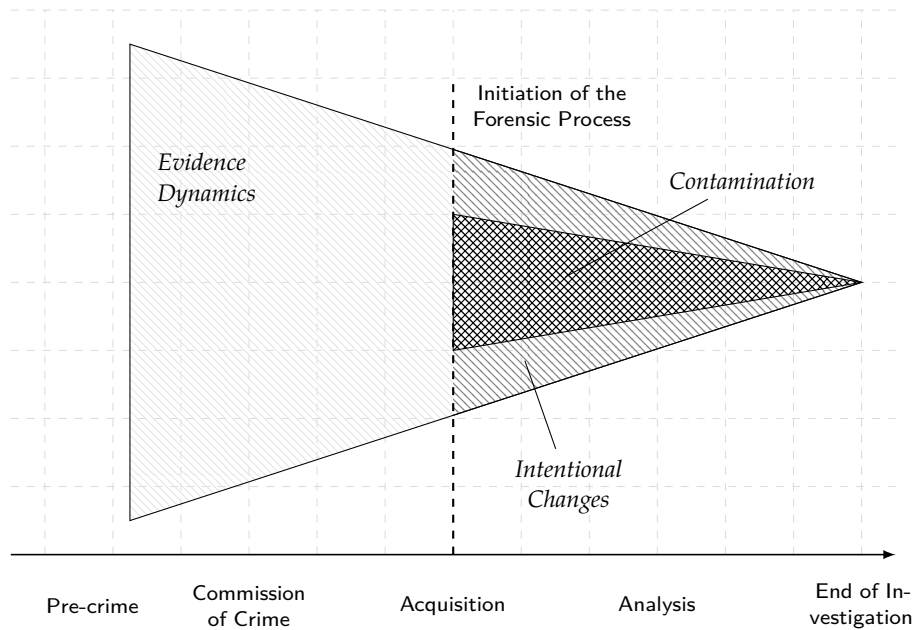 Initiation of the
Forensic Process
Evidence
Dynamics
Contamination
Intentional
Changes
Pre-crime
Commission
of Crime
Acquisition
Analysis
End of In-
vestigation